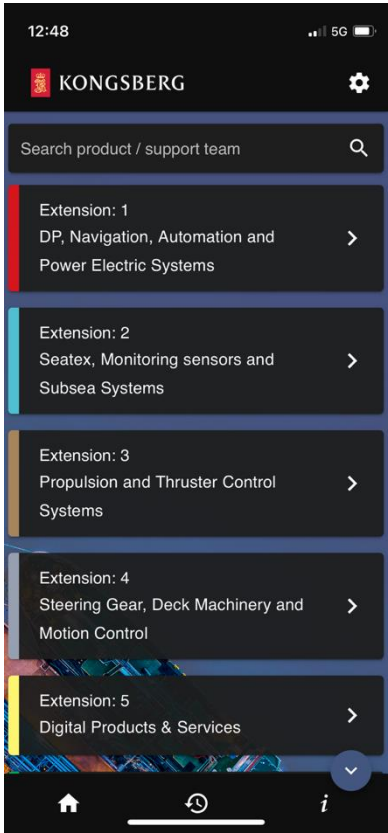 12:48
5G
KONGSBERG
Search product / support team
Extension: 1
DP, Navigation, Automation and
Power Electric Systems
Extension: 2
Seatex, Monitoring sensors and
Subsea Systems
Extension: 3
Propulsion and Thruster Control
Systems
Extension: 4
Steering Gear, Deck Machinery and
Motion Control
Extension: 5
Digital Products & Services